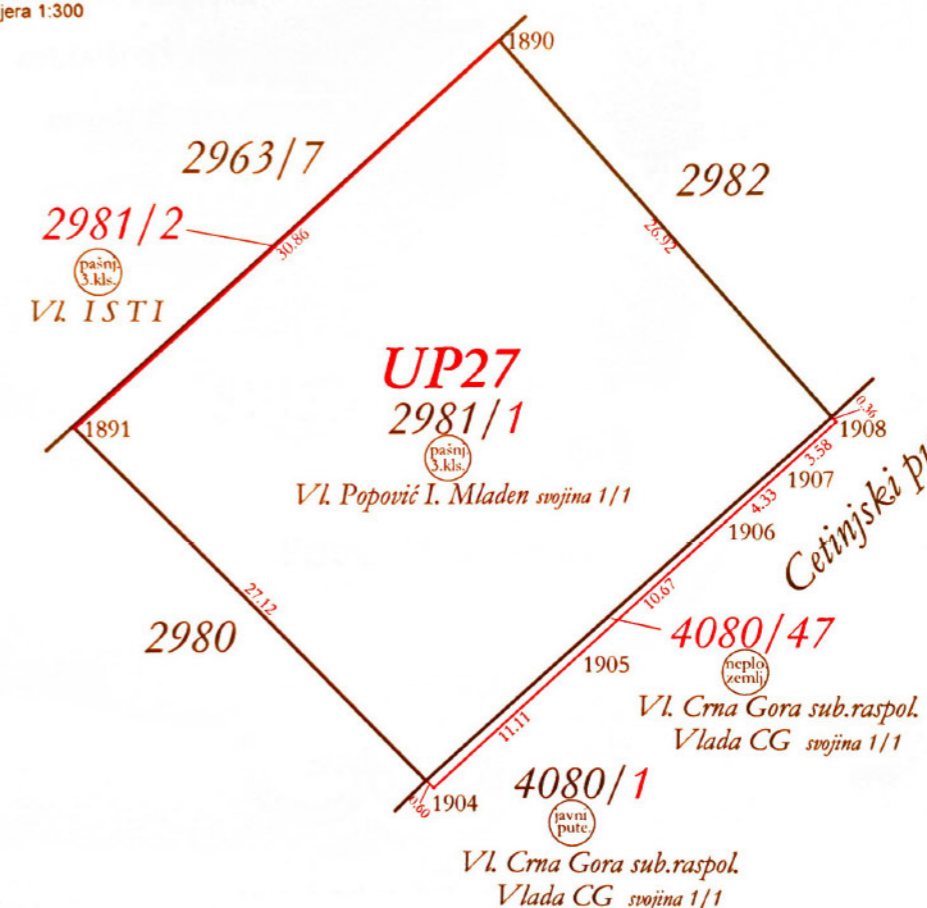 jera 1:300
1890
2963/7
2982
2981/2
pašnj.
3.kls.
Vl. ISTI
30.86
26.92
UP27
2981/1
pašnj.
3.kls.
Vl. Popović I. Mladen svojina 1/1
1891
0.36
1908
3.58
1907
4.33
1906
Cetinjski
10.67
27.12
2980
4080/47
neplo.
zemlj.
Vl. Crna Gora sub.raspol.
Vlada CG svojina 1/1
1905
11.11
0.60
1904
4080/1
javni
pute.
Vl. Crna Gora sub.raspol.
Vlada CG svojina 1/1